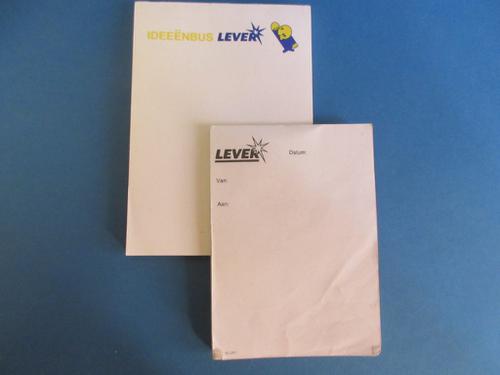 IDEEËNBUS LEVER
LEVER Datum:
Van:
Aan: